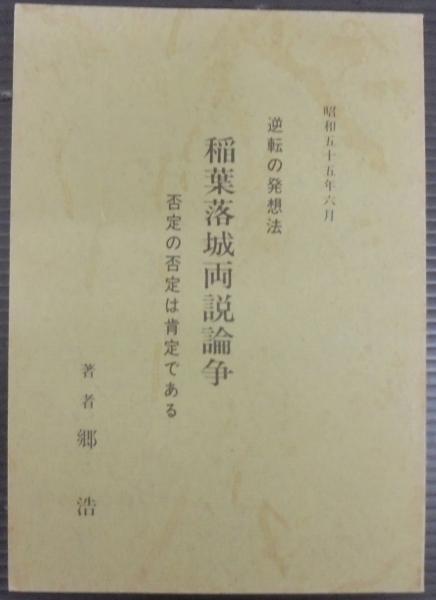 昭和五十五年六月
逆転の発想法
稲葉落城両説論争
否定の否定は肯定である
著者 郷浩